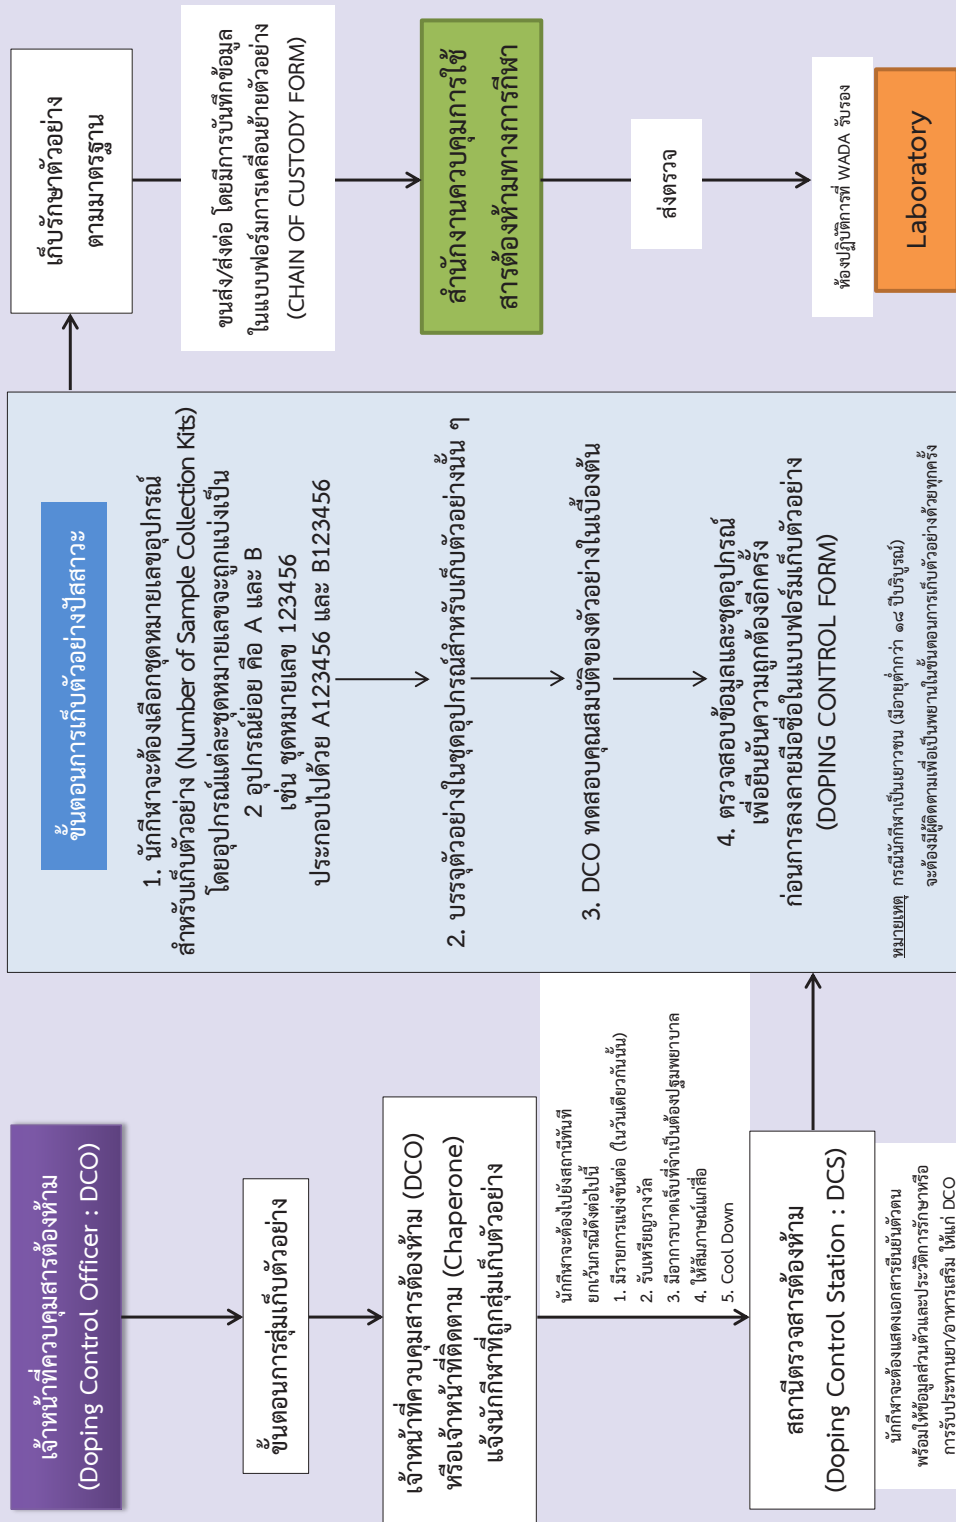 เจ้าหน้าที่ควบคุมสารต้องห้าม
(Doping Control Officer : DCO)
ขั้นตอนการสุ่มเก็บตัวอย่าง
เจ้าหน้าที่ควบคุมสารต้องห้าม (DCO)
หรือเจ้าหน้าที่ติดตาม (Chaperone)
แจ้งนักกีฬาที่ถูกสุ่มเก็บตัวอย่าง
นักกีฬาจะต้องไปยังสถานีทันที
ยกเว้นกรณีดังต่อไปนี้
1. มีรายการแข่งขันต่อ (ในวันเดียวกันนั้น)
2. รับเหรียญรางวัล
3. มีอาการบาดเจ็บที่จำเป็นต้องปฐมพยาบาล
4. ให้สัมภาษณ์แก่สื่อ
5. Cool Down
สถานีตรวจสารต้องห้าม
(Doping Control Station : DCS)
นักกีฬาจะต้องแสดงเอกสารยืนยันตัวตน
พร้อมให้ข้อมูลส่วนตัวและประวัติการรักษาหรือ
การรับประทานยา/อาหารเสริม ให้แก่ DCO
ขั้นตอนการเก็บตัวอย่างปัสสาวะ
1. นักกีฬาจะต้องเลือกชุดหมายเลขอุปกรณ์
สำหรับเก็บตัวอย่าง (Number of Sample Collection Kits)
โดยอุปกรณ์แต่ละชุดหมายเลขจะถูกแบ่งเป็น
2 อุปกรณ์ย่อย คือ A และ B
เช่น ชุดหมายเลข 123456
ประกอบไปด้วย A123456 และ B123456
2. บรรจุตัวอย่างในชุดอุปกรณ์สำหรับเก็บตัวอย่างนั้น ๆ
3. DCO ทดสอบคุณสมบัติของตัวอย่างในเบื้องต้น
4. ตรวจสอบข้อมูลและชุดอุปกรณ์
เพื่อยืนยันความถูกต้องอีกครั้ง
ก่อนการลงลายมือชื่อในแบบฟอร์มเก็บตัวอย่าง
(DOPING CONTROL FORM)
หมายเหตุ กรณีนักกีฬาเป็นเยาวชน (มีอายุต่ำกว่า ๑๘ ปีบริบูรณ์)
จะต้องมีผู้ติดตามเพื่อเป็นพยานในขั้นตอนการเก็บตัวอย่างด้วยทุกครั้ง
เก็บรักษาตัวอย่าง
ตามมาตรฐาน
ขนส่ง/ส่งต่อ โดยมีการบันทึกข้อมูล
ในแบบฟอร์มการเคลื่อนย้ายตัวอย่าง
(CHAIN OF CUSTODY FORM)
สำนักงานควบคุมการใช้
สารต้องห้ามทางการกีฬา
ส่งตรวจ
ห้องปฏิบัติการที่ WADA รับรอง
Laboratory